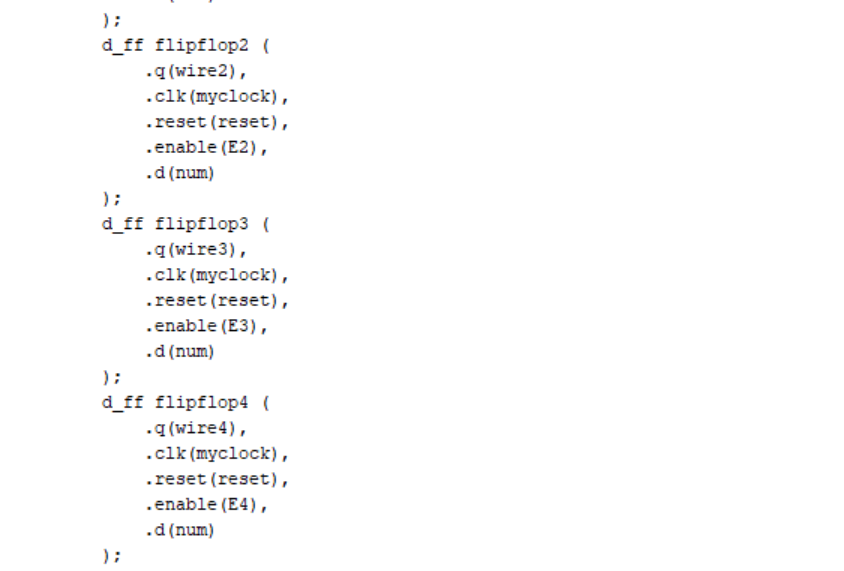 );
d_ff flipflop2 (
.q(wire2),
.clk(myclock),
.reset(reset),
.enable(E2),
.d(num)
);
d_ff flipflop3 (
.q(wire3),
.clk(myclock),
.reset(reset),
.enable(E3),
.d(num)
);
d_ff flipflop4 (
.q(wire4),
.clk(myclock),
.reset(reset),
.enable(E4),
.d(num)
);